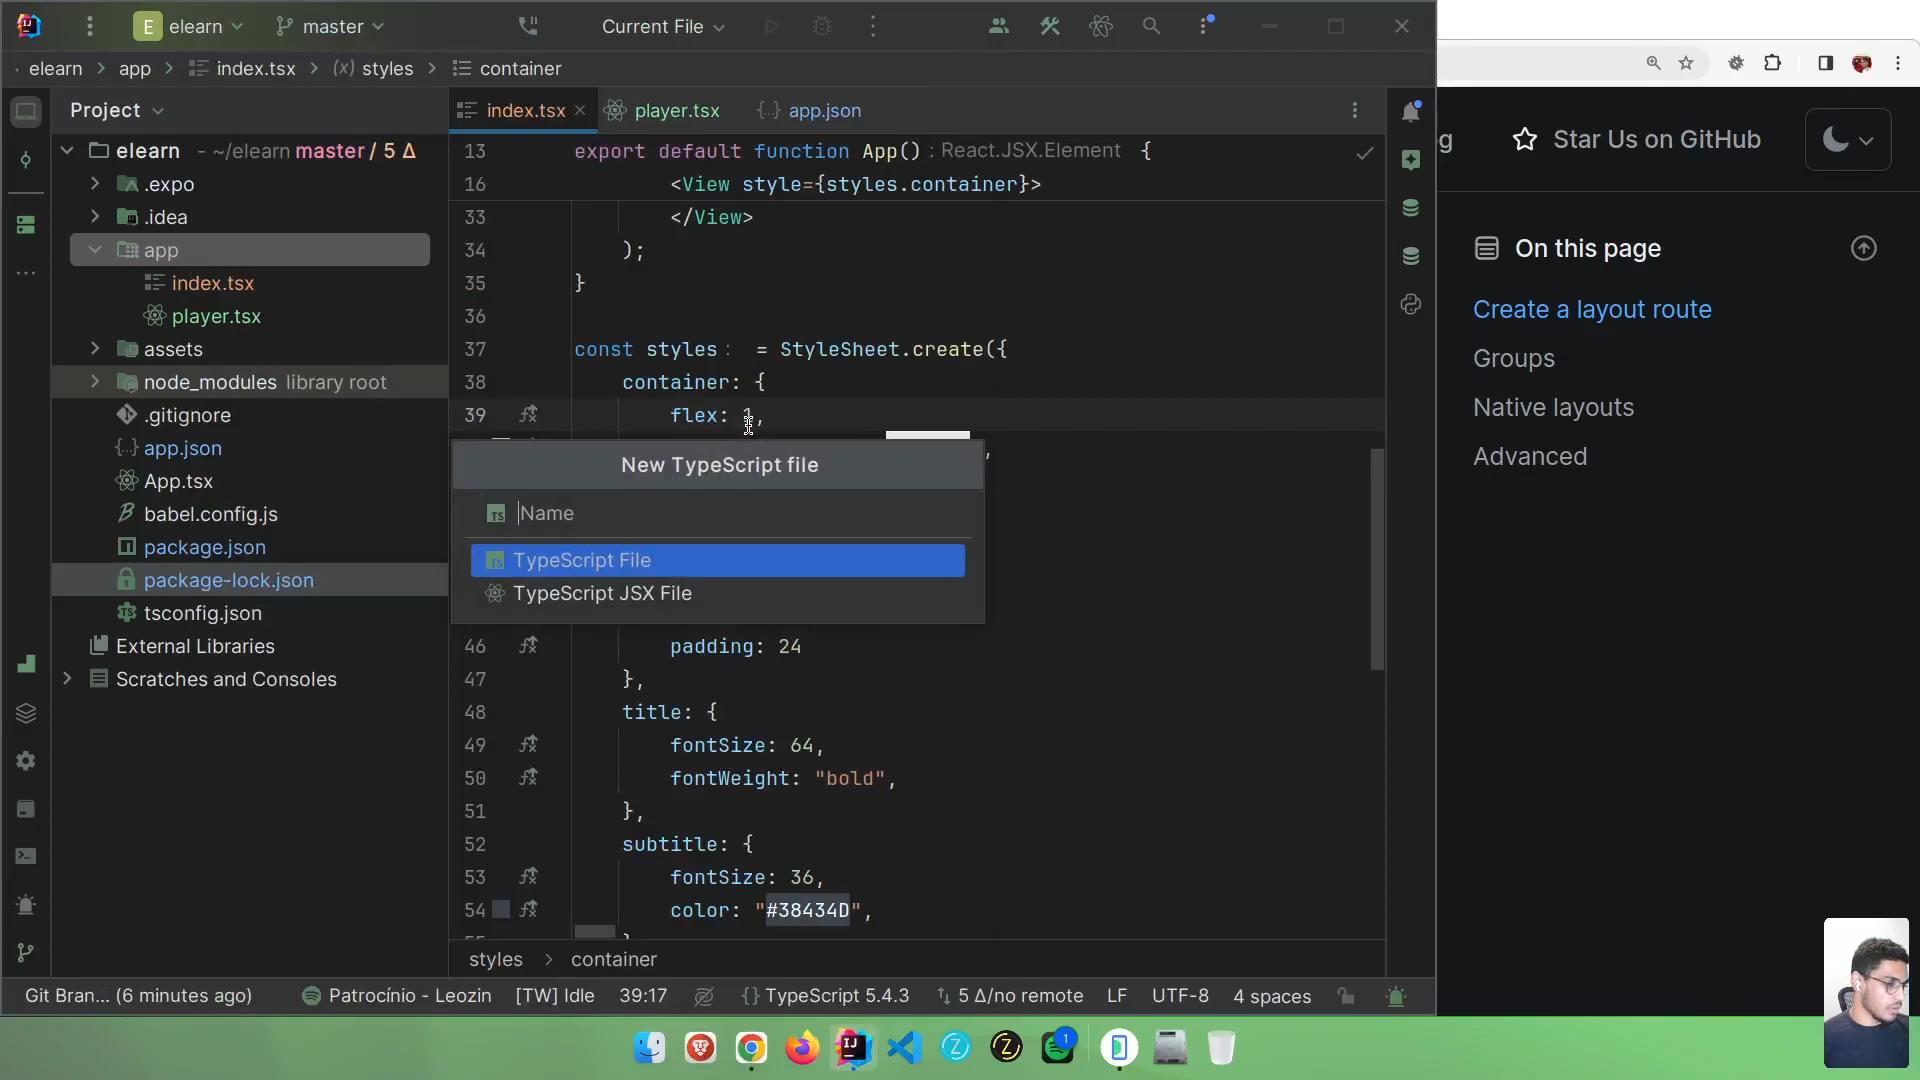 E elearn master Current File
elearn app index.tsx (x) styles container
Project
index.tsx player.tsx {} app.json
elearn - ~/elearn master / 5 Δ
.expo
.idea
app
index.tsx
player.tsx
assets
node_modules library root
.gitignore
{} app.json
App.tsx
babel.config.js
package.json
package-lock.json
tsconfig.json
External Libraries
Scratches and Consoles
13 export default function App() : React.JSX.Element {
16 <View style={styles.container}>
33 </View>
34 );
35 }
36
37 const styles : = StyleSheet.create({
38 container: {
39 flex: 1,
,
New TypeScript file
TS Name
TS TypeScript File
TypeScript JSX File
46 padding: 24
47 },
48 title: {
49 fontSize: 64,
50 fontWeight: "bold",
51 },
52 subtitle: {
53 fontSize: 36,
54 color: "#38434D",
styles container
Git Bran... (6 minutes ago) Patrocínio - Leozin [TW] Idle 39:17 {} TypeScript 5.4.3 5 Δ/no remote LF UTF-8 4 spaces
g Star Us on GitHub
On this page
Create a layout route
Groups
Native layouts
Advanced
IJ Z Z 1